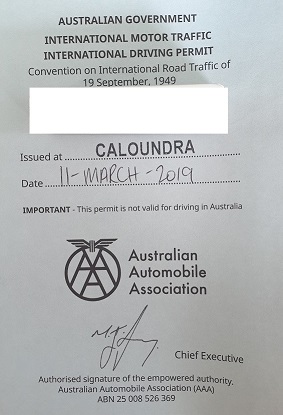 AUSTRALIAN GOVERNMENT
INTERNATIONAL MOTOR TRAFFIC
INTERNATIONAL DRIVING PERMIT
Convention on International Road Traffic of
19 September, 1949
Issued at CALOUNDRA
Date 11-MARCH-2019
IMPORTANT - This permit is not valid for driving in Australia
AA
Australian
Automobile
Association
Chief Executive
Authorised signature of the empowered authority.
Australian Automobile Association (AAA)
ABN 25 008 526 369